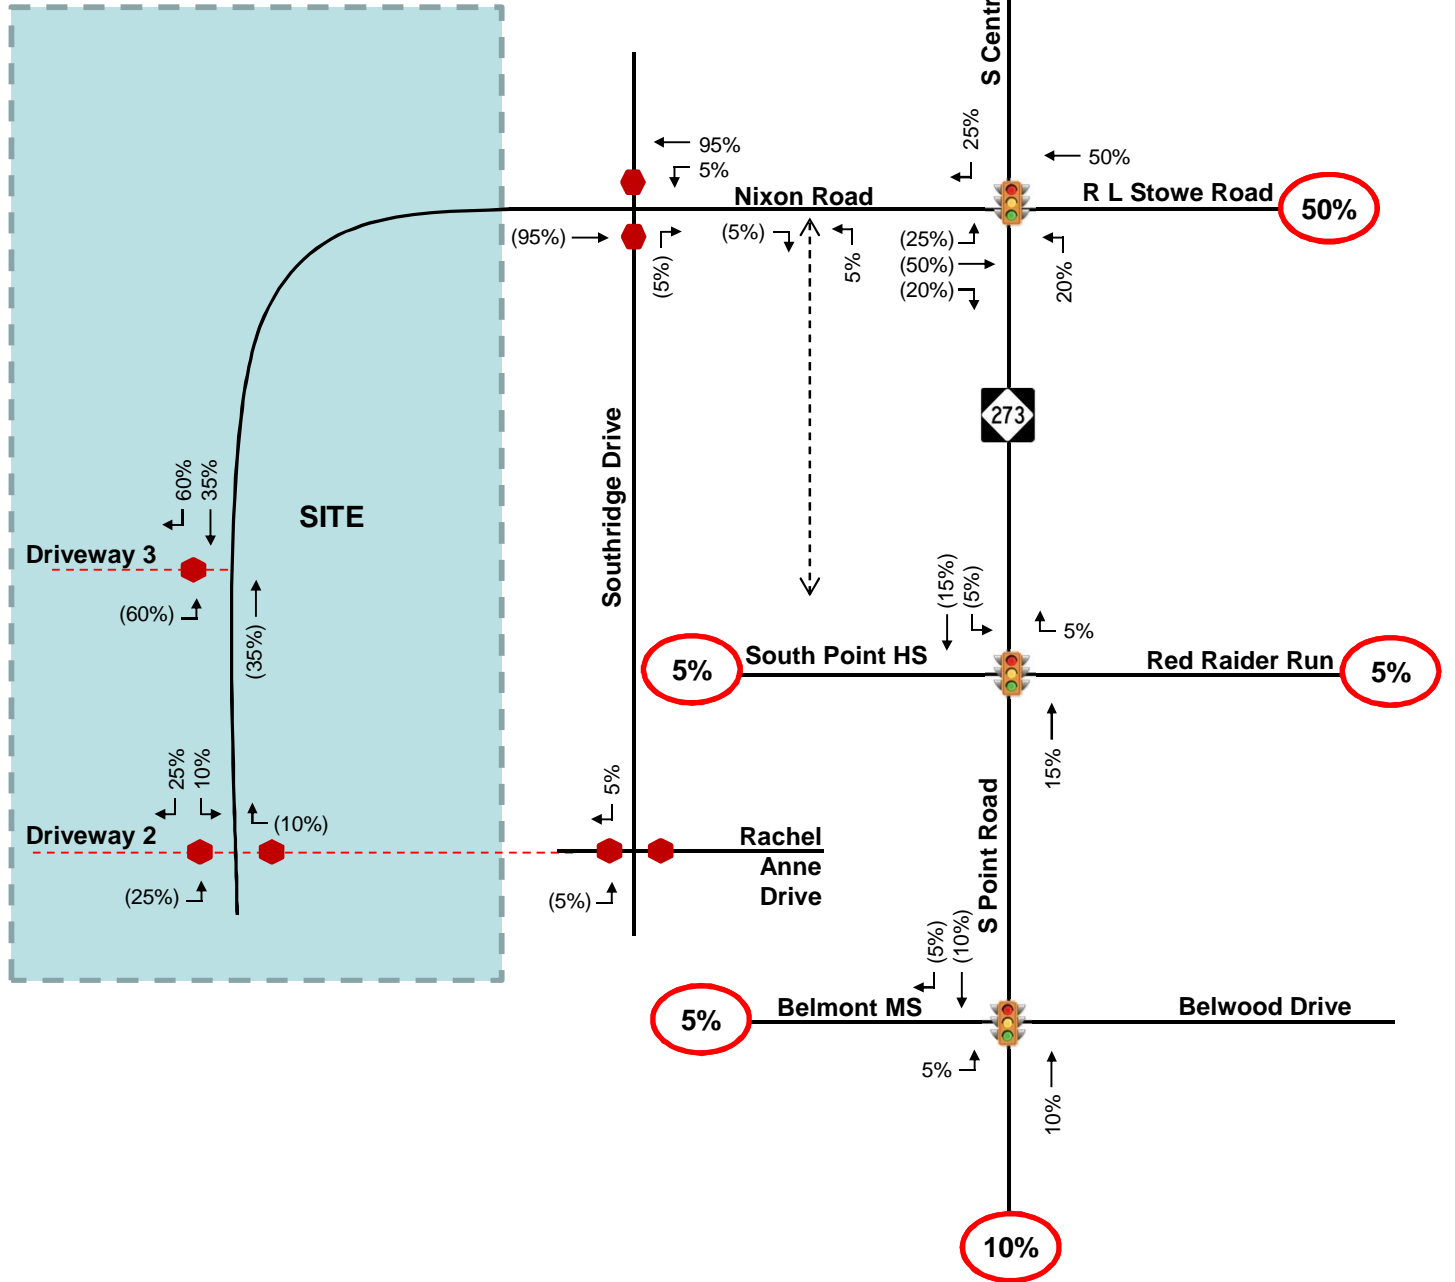 S Centr
25%
95%
5%
50%
Nixon Road
R L Stowe Road
50%
(95%)
(5%)
(5%)
5%
(25%)
(50%)
(20%)
20%
273
Southridge Drive
60%
35%
SITE
Driveway 3
(60%)
(35%)
(15%)
(5%)
5%
5%
South Point HS
Red Raider Run
5%
15%
25%
10%
5%
Driveway 2
(10%)
Rachel
Anne
Drive
(25%)
(5%)
S Point Road
(5%)
(10%)
5%
Belmont MS
Belwood Drive
5%
10%
10%